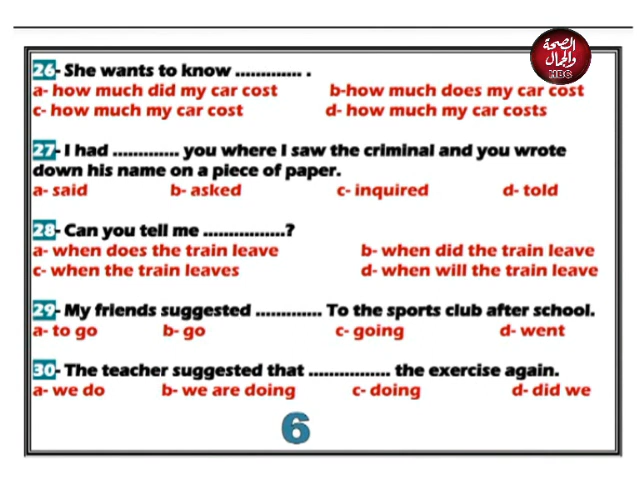 الصحة
والجمال
HBC
26- She wants to know ............. .
a- how much did my car cost b-how much does my car cost
c- how much my car cost d- how much my car costs
27- I had ............. you where I saw the criminal and you wrote
down his name on a piece of paper.
a- said b- asked c- inquired d- told
28- Can you tell me ................?
a- when does the train leave b- when did the train leave
c- when the train leaves d- when will the train leave
29- My friends suggested ............. To the sports club after school.
a- to go b- go c- going d- went
30- The teacher suggested that ................ the exercise again.
a- we do b- we are doing c- doing d- did we
6